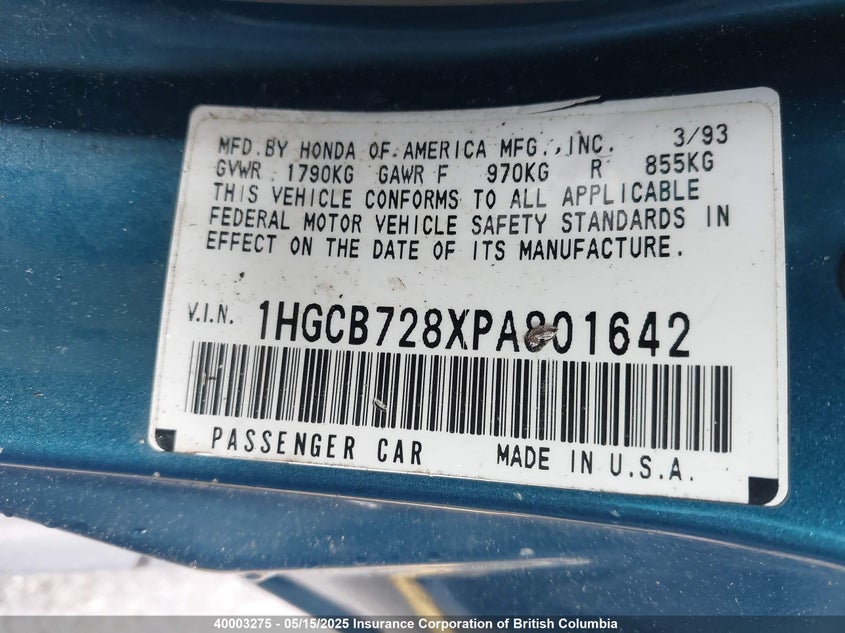 MFD. BY HONDA OF AMERICA MFG., INC. 3/93
GVWR 1790KG GAWR F 970KG R 855KG
THIS VEHICLE CONFORMS TO ALL APPLICABLE
FEDERAL MOTOR VEHICLE SAFETY STANDARDS IN
EFFECT ON THE DATE OF ITS MANUFACTURE.
V.I.N. 1HGCB728XPA801642
PASSENGER CAR MADE IN U.S.A.
40003275 - 05/15/2025 Insurance Corporation of British Columbia